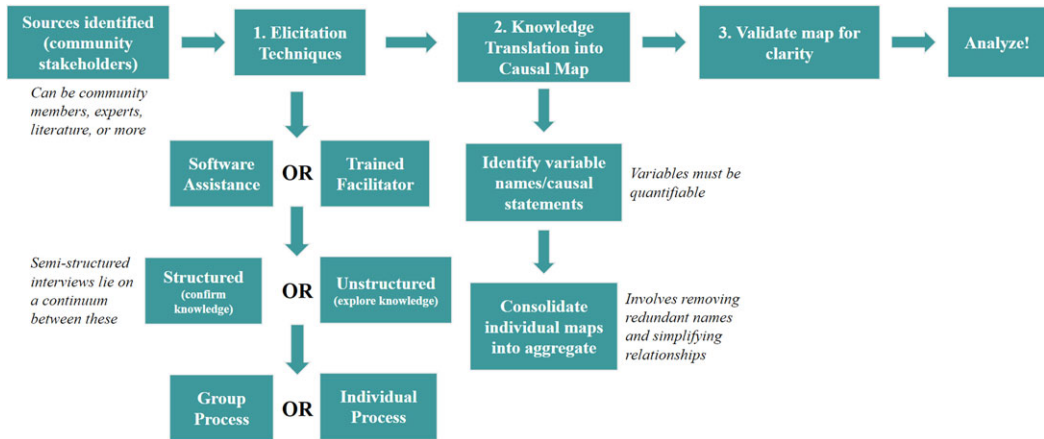 Sources identified
(community
stakeholders)
1. Elicitation
Techniques
2. Knowledge
Translation into
Causal Map
3. Validate map for
clarity
Analyze!
Can be community
members, experts,
literature, or more
Software
Assistance
OR
Trained
Facilitator
Identify variable
names/causal
statements
Variables must be
quantifiable
Semi-structured
interviews lie on
a continuum
between these
Structured
(confirm
knowledge)
OR
Unstructured
(explore knowledge)
Consolidate
individual maps
into aggregate
Involves removing
redundant names
and simplifying
relationships
Group
Process
OR
Individual
Process